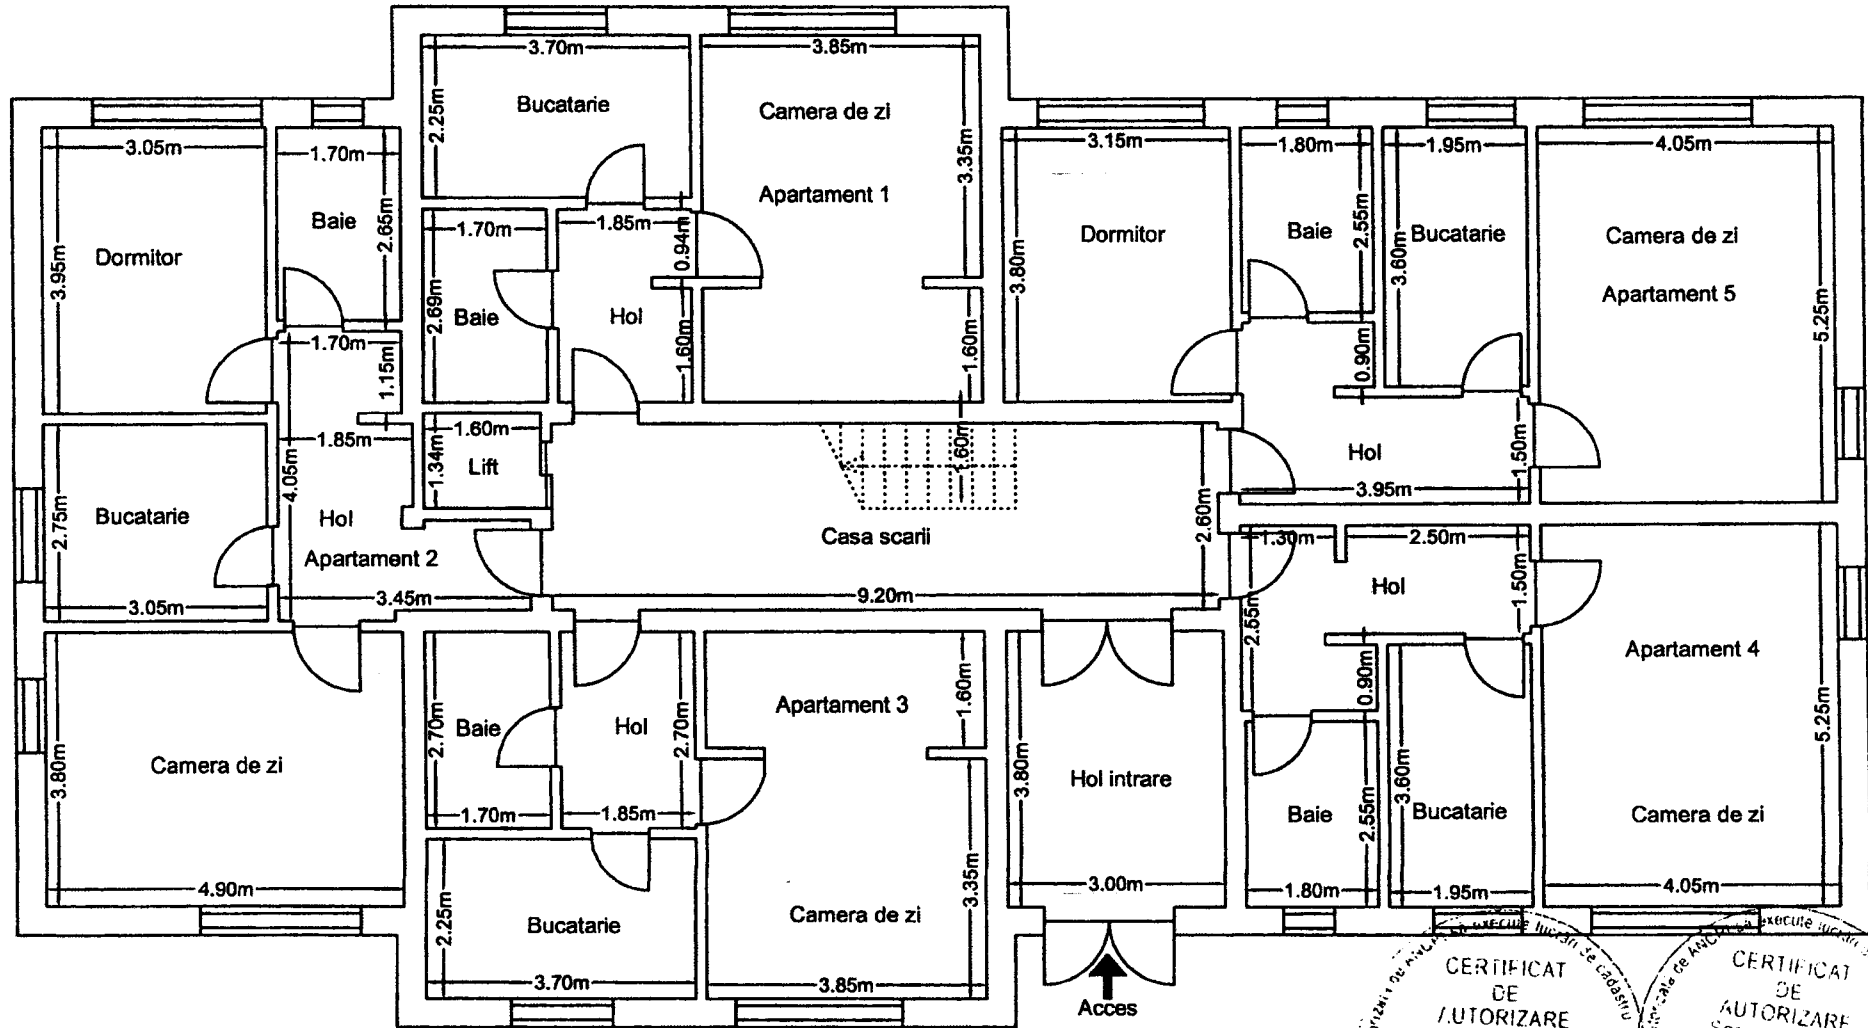 3.70m
3.85m
2.25m
Bucatarie
Camera de zi
3.35m
Apartament 1
3.05m
1.70m
3.15m
1.80m
1.95m
4.05m
Baie
2.65m
1.70m
1.85m
0.94m
Dormitor
3.95m
Dormitor
3.80m
Baie
2.55m
3.60m
Bucatarie
Camera de zi
Apartament 5
5.25m
2.69m
Baie
Hol
1.60m
1.60m
1.70m
1.15m
0.90m
1.85m
1.60m
1.34m
Lift
1.60m
Hol
1.50m
3.95m
2.75m
Bucatarie
4.05m
Hol
Apartament 2
Casa scarii
2.60m
1.30m
2.50m
3.05m
3.45m
9.20m
2.55m
Hol
1.50m
Apartament 4
3.80m
Camera de zi
2.70m
Baie
Hol
2.70m
Apartament 3
1.60m
3.80m
Hol intrare
0.90m
5.25m
1.70m
1.85m
Baie
2.55m
3.60m
Bucatarie
Camera de zi
4.90m
3.00m
1.80m
1.95m
4.05m
2.25m
Bucatarie
Camera de zi
3.35m
3.70m
3.85m
Acces
CERTIFICAT
DE
AUTORIZARE
CERTIFICAT
DE
AUTORIZARE